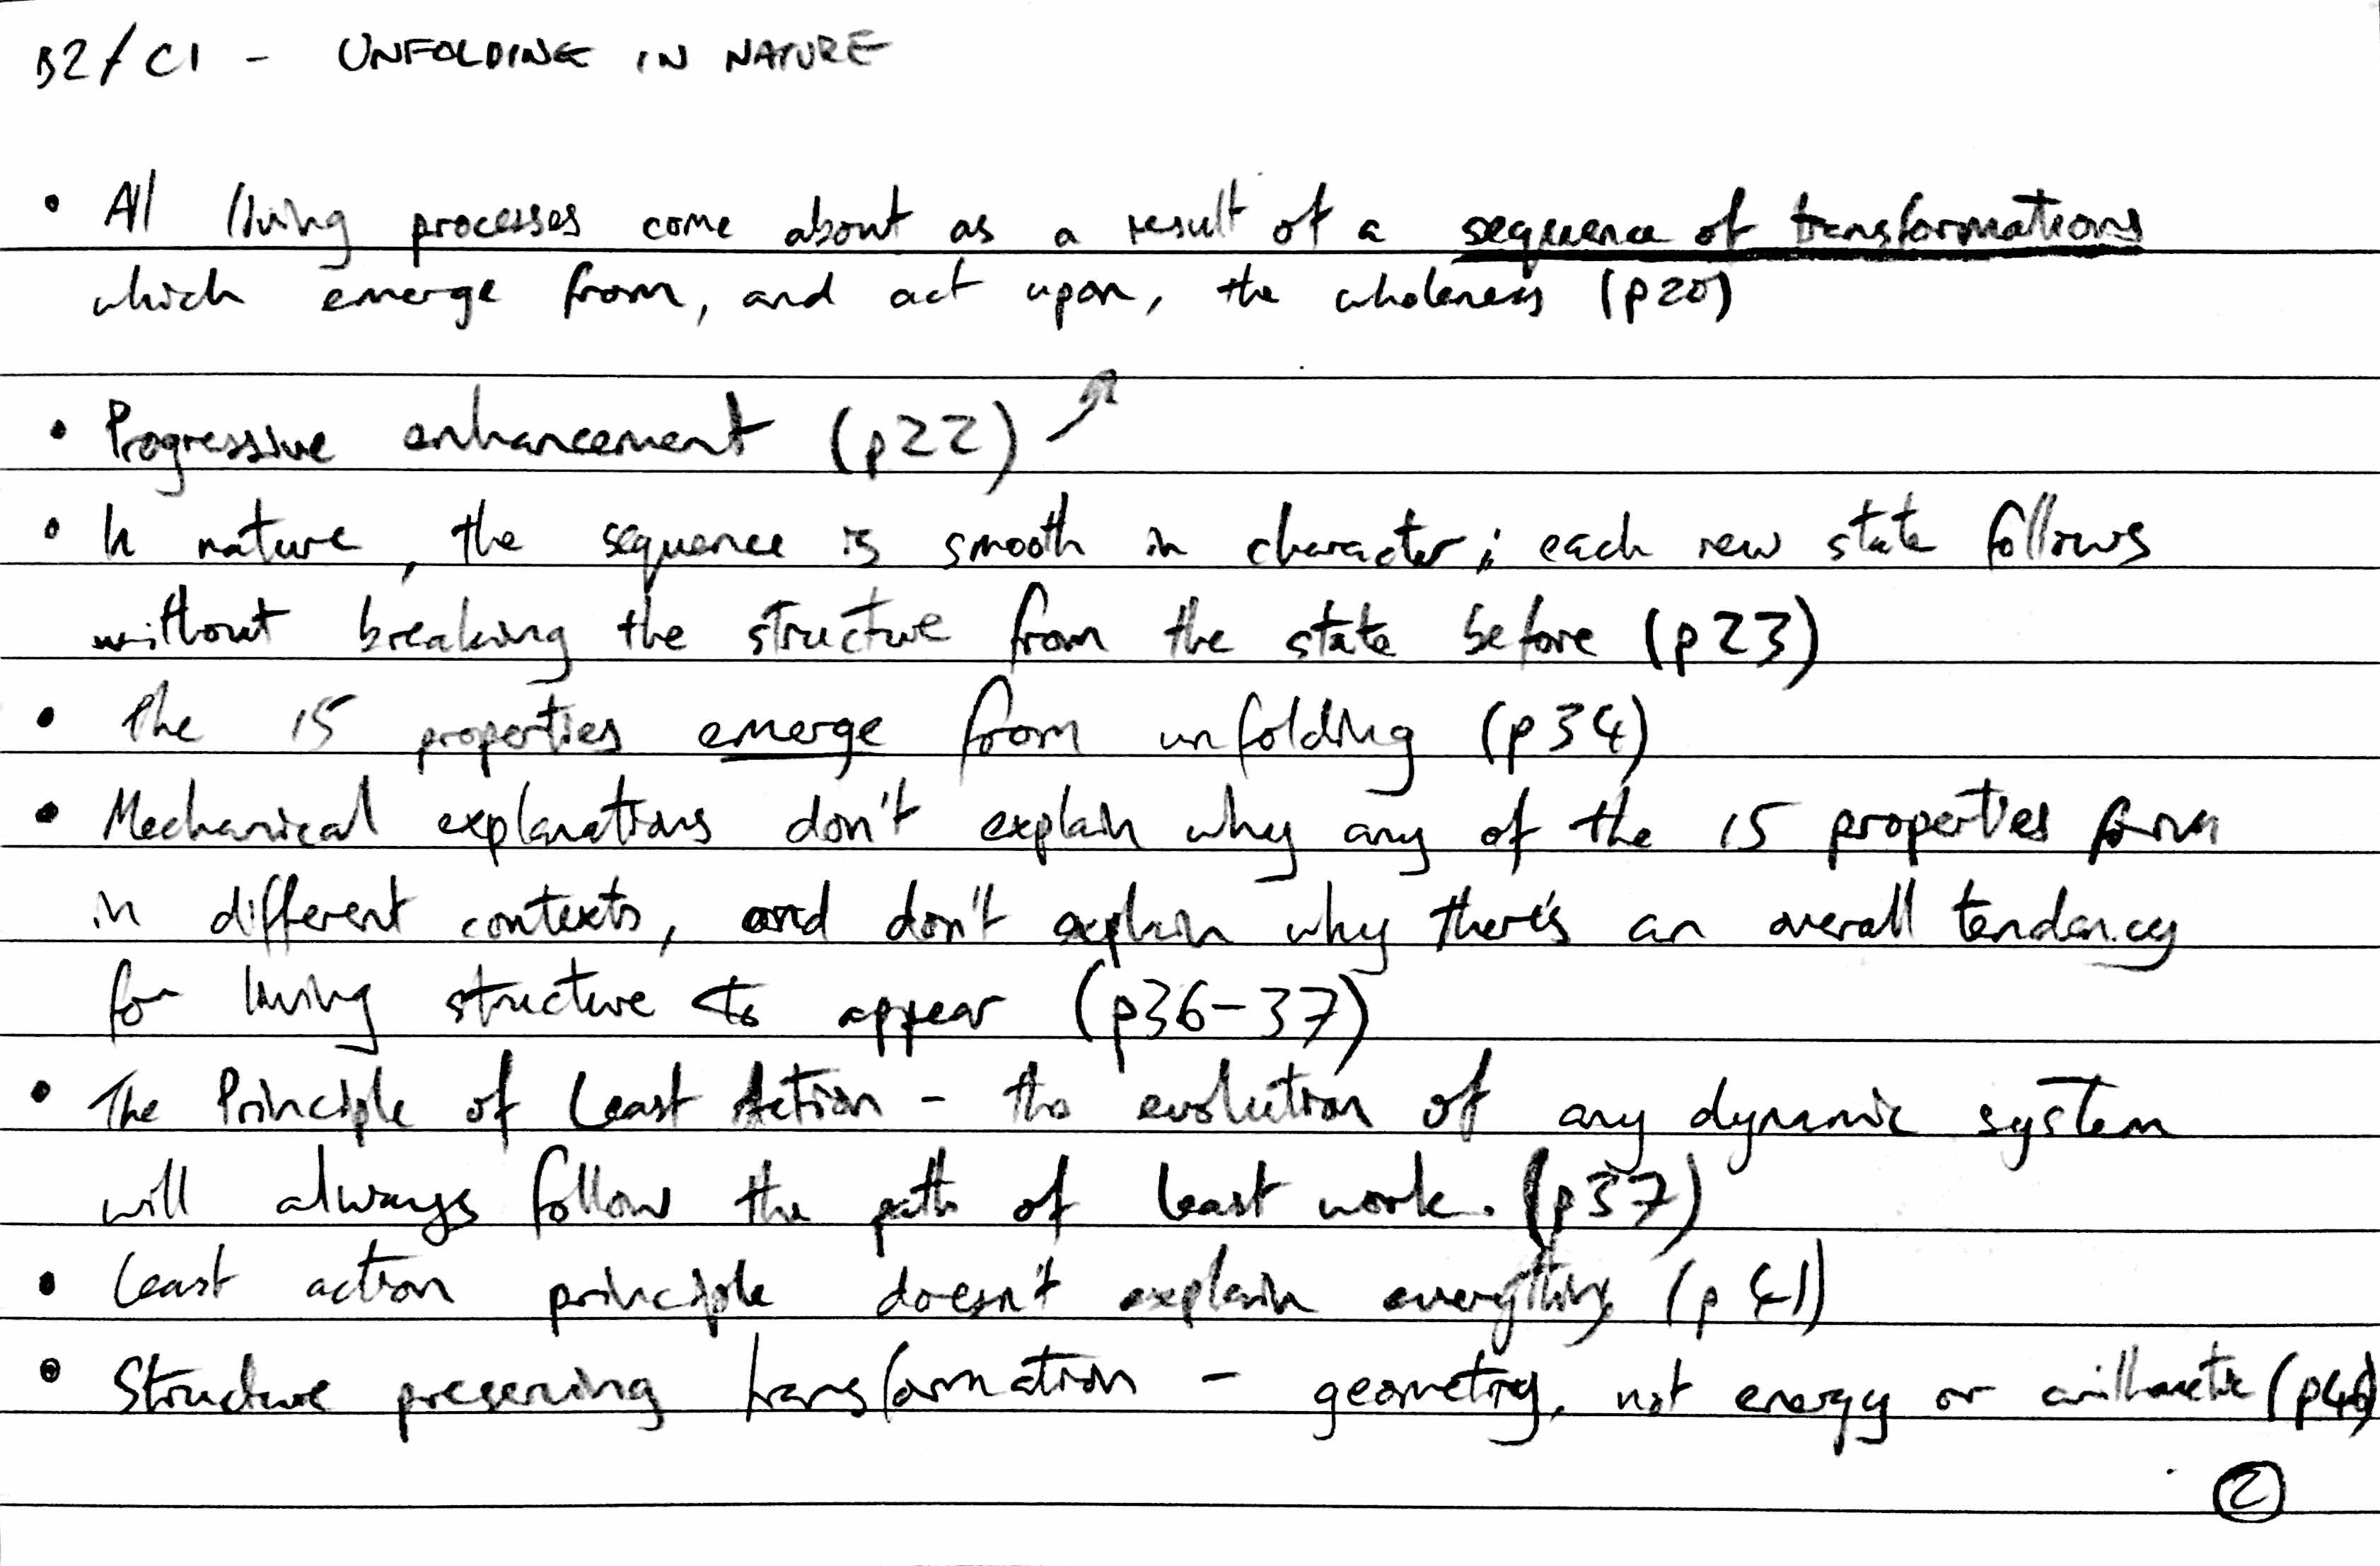 B2/C1 - UNFOLDING IN NATURE
• All living processes come about as a result of a sequence of transformations
which emerge from, and act upon, the wholeness (p20)
• Progressive enhancement (p22) ↗
• In nature, the sequence is smooth in character; each new state follows
without breaking the structure from the state before (p23)
• The 15 properties emerge from unfolding (p34)
• Mechanical explanations don't explain why any of the 15 properties form
in different contexts, and don't explain why there's an overall tendency
for living structure to appear (p36-37)
• The Principle of Least Action - the evolution of any dynamic system
will always follow the path of least work. (p37)
• Least action principle doesn't explain everything (p41)
• Structure preserving transformation - geometry, not energy or arithmetic
2